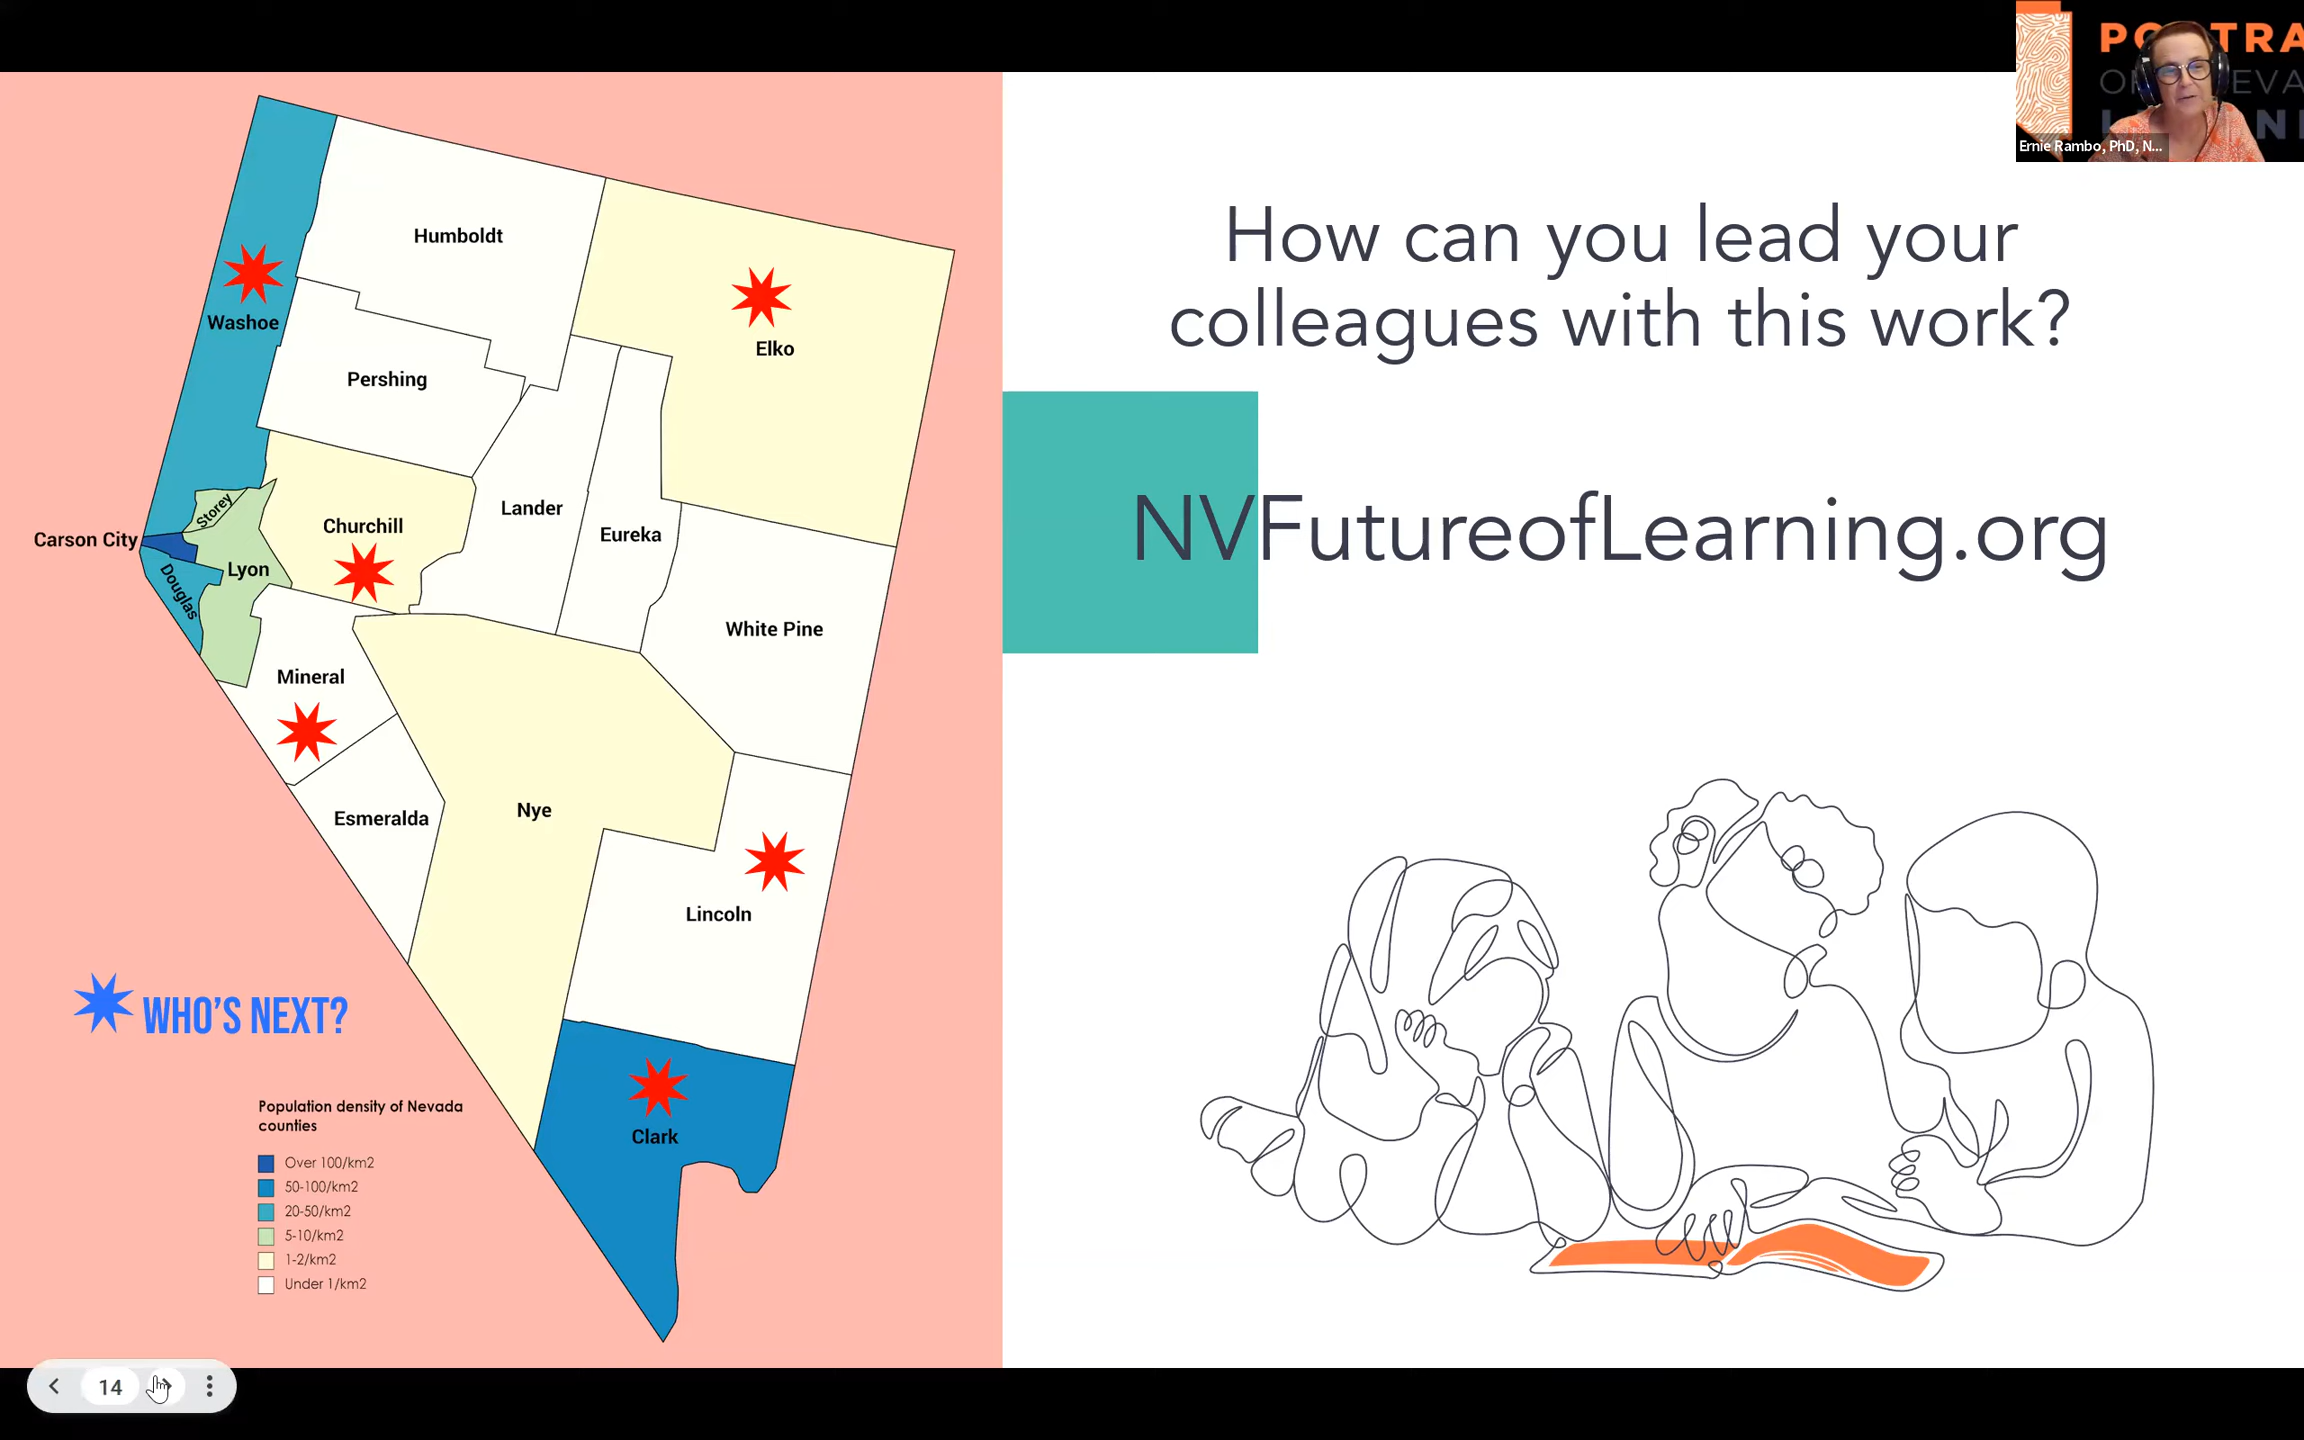 Humboldt
Washoe
Elko
Pershing
Storey
Churchill
Lander
Eureka
Carson City
Lyon
Douglas
White Pine
Mineral
Nye
Esmeralda
Lincoln
WHO'S NEXT?
Clark
Population density of Nevada
counties
Over 100/km2
50-100/km2
20-50/km2
5-10/km2
1-2/km2
Under 1/km2
How can you lead your
colleagues with this work?
NVFutureofLearning.org
Ernie Rambo, PhD, N...
14